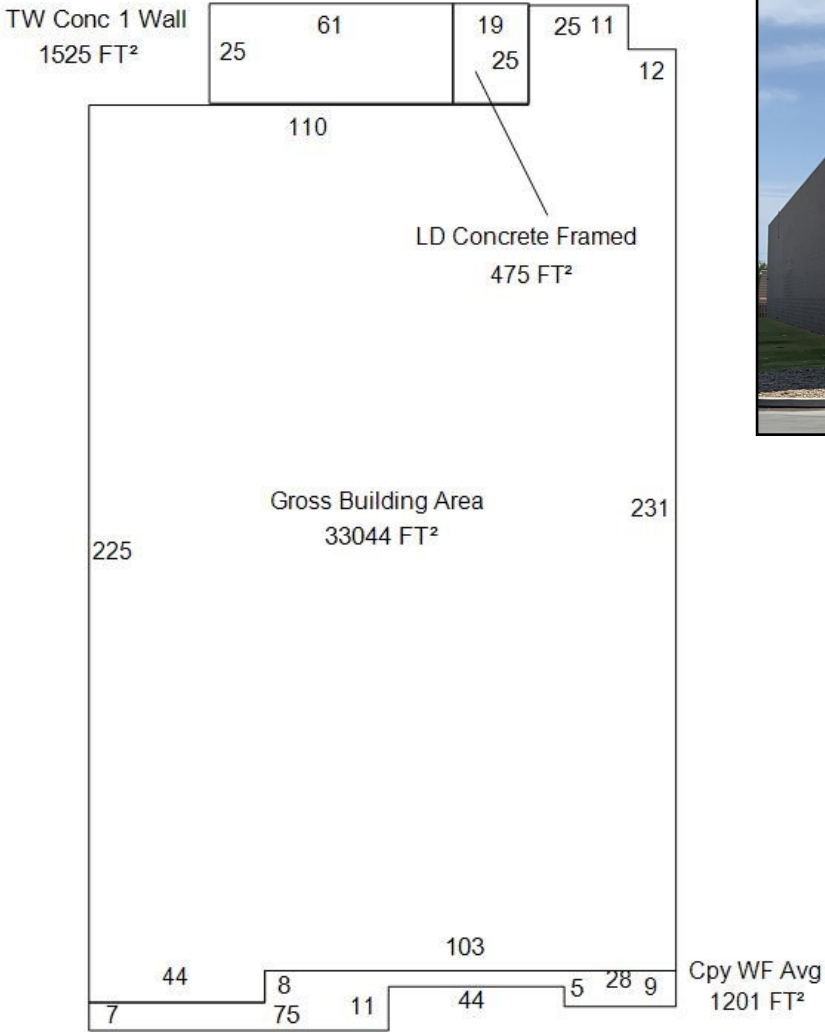 TW Conc 1 Wall
1525 FT²
61
25
19
25
25 11
12
110
LD Concrete Framed
475 FT²
Gross Building Area
33044 FT²
231
225
103
44
8
28
9
5
Cpy WF Avg
1201 FT²
7
75
11
44